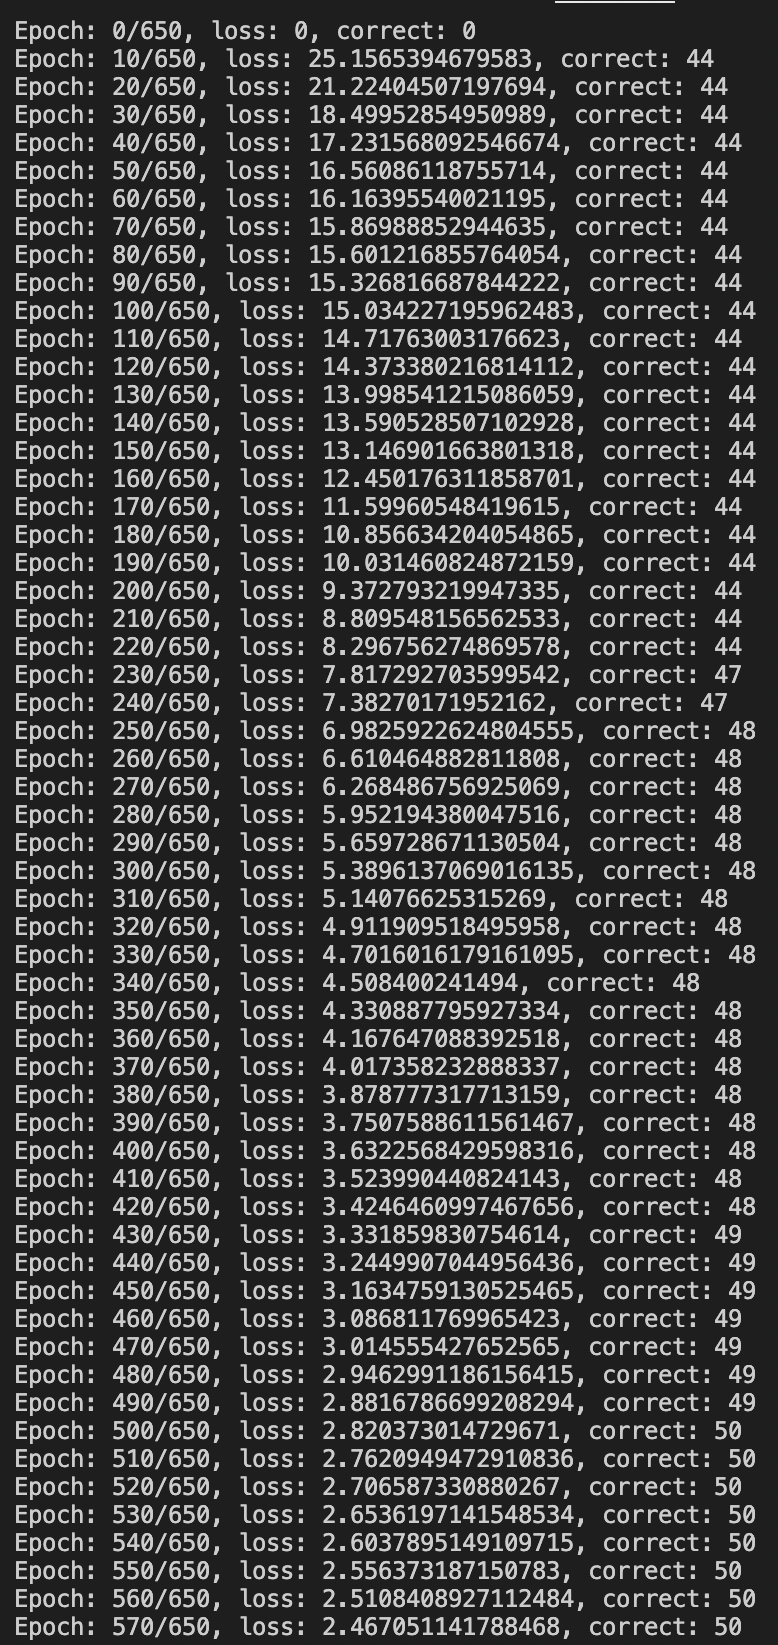 Epoch: 0/650, loss: 0, correct: 0
Epoch: 10/650, loss: 25.1565394679583, correct: 44
Epoch: 20/650, loss: 21.22404507197694, correct: 44
Epoch: 30/650, loss: 18.49952854950989, correct: 44
Epoch: 40/650, loss: 17.231568092546674, correct: 44
Epoch: 50/650, loss: 16.56086118755714, correct: 44
Epoch: 60/650, loss: 16.16395540021195, correct: 44
Epoch: 70/650, loss: 15.86988852944635, correct: 44
Epoch: 80/650, loss: 15.601216855764054, correct: 44
Epoch: 90/650, loss: 15.326816687844222, correct: 44
Epoch: 100/650, loss: 15.034227195962483, correct: 44
Epoch: 110/650, loss: 14.71763003176623, correct: 44
Epoch: 120/650, loss: 14.373380216814112, correct: 44
Epoch: 130/650, loss: 13.998541215086059, correct: 44
Epoch: 140/650, loss: 13.590528507102928, correct: 44
Epoch: 150/650, loss: 13.146901663801318, correct: 44
Epoch: 160/650, loss: 12.450176311858701, correct: 44
Epoch: 170/650, loss: 11.59960548419615, correct: 44
Epoch: 180/650, loss: 10.856634204054865, correct: 44
Epoch: 190/650, loss: 10.031460824872159, correct: 44
Epoch: 200/650, loss: 9.372793219947335, correct: 44
Epoch: 210/650, loss: 8.809548156562533, correct: 44
Epoch: 220/650, loss: 8.296756274869578, correct: 44
Epoch: 230/650, loss: 7.817292703599542, correct: 47
Epoch: 240/650, loss: 7.38270171952162, correct: 47
Epoch: 250/650, loss: 6.9825922624804555, correct: 48
Epoch: 260/650, loss: 6.610464882811808, correct: 48
Epoch: 270/650, loss: 6.268486756925069, correct: 48
Epoch: 280/650, loss: 5.952194380047516, correct: 48
Epoch: 290/650, loss: 5.659728671130504, correct: 48
Epoch: 300/650, loss: 5.3896137069016135, correct: 48
Epoch: 310/650, loss: 5.14076625315269, correct: 48
Epoch: 320/650, loss: 4.911909518495958, correct: 48
Epoch: 330/650, loss: 4.7016016179161095, correct: 48
Epoch: 340/650, loss: 4.508400241494, correct: 48
Epoch: 350/650, loss: 4.330887795927334, correct: 48
Epoch: 360/650, loss: 4.167647088392518, correct: 48
Epoch: 370/650, loss: 4.017358232888337, correct: 48
Epoch: 380/650, loss: 3.878777317713159, correct: 48
Epoch: 390/650, loss: 3.7507588611561467, correct: 48
Epoch: 400/650, loss: 3.6322568429598316, correct: 48
Epoch: 410/650, loss: 3.523990440824143, correct: 48
Epoch: 420/650, loss: 3.4246460997467656, correct: 48
Epoch: 430/650, loss: 3.331859830754614, correct: 49
Epoch: 440/650, loss: 3.2449907044956436, correct: 49
Epoch: 450/650, loss: 3.1634759130525465, correct: 49
Epoch: 460/650, loss: 3.086811769965423, correct: 49
Epoch: 470/650, loss: 3.014555427652565, correct: 49
Epoch: 480/650, loss: 2.9462991186156415, correct: 49
Epoch: 490/650, loss: 2.8816786699208294, correct: 49
Epoch: 500/650, loss: 2.820373014729671, correct: 50
Epoch: 510/650, loss: 2.7620949472910836, correct: 50
Epoch: 520/650, loss: 2.706587330880267, correct: 50
Epoch: 530/650, loss: 2.6536197141548534, correct: 50
Epoch: 540/650, loss: 2.6037895149109715, correct: 50
Epoch: 550/650, loss: 2.556373187150783, correct: 50
Epoch: 560/650, loss: 2.5108408927112484, correct: 50
Epoch: 570/650, loss: 2.467051141788468, correct: 50